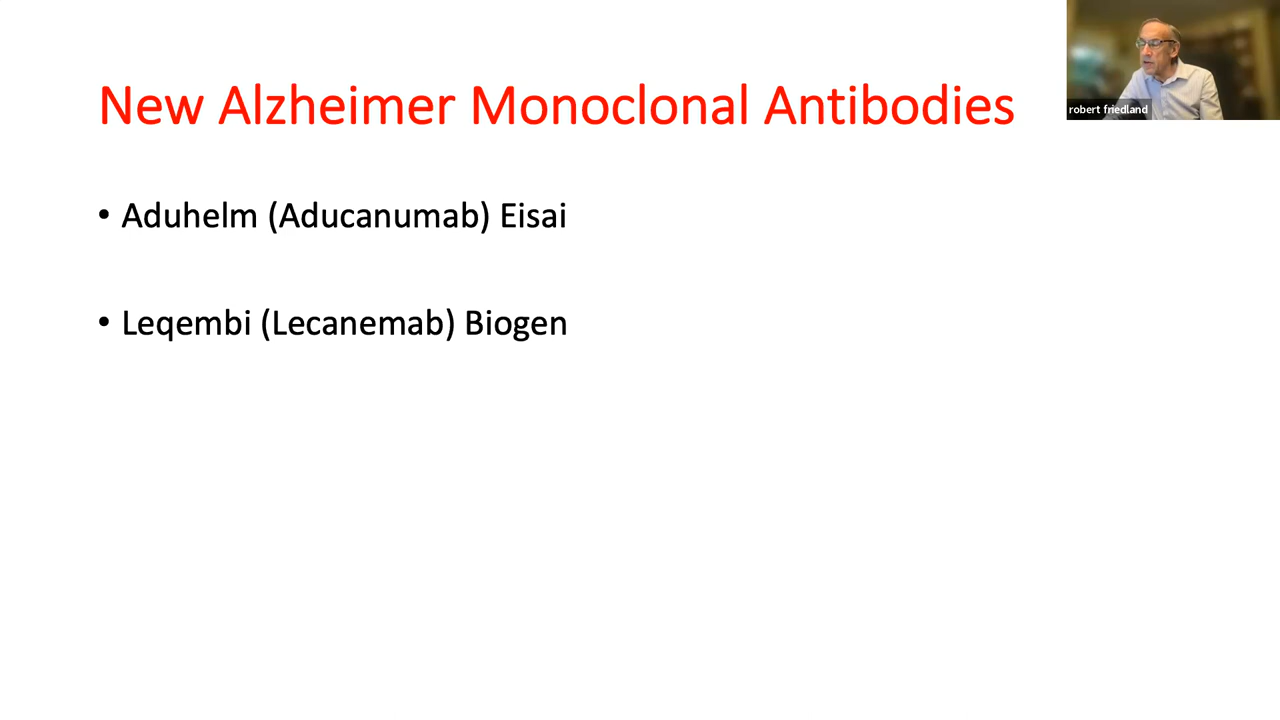 New Alzheimer Monoclonal Antibodies
robert friedland
• Aduhelm (Aducanumab) Eisai
• Leqembi (Lecanemab) Biogen